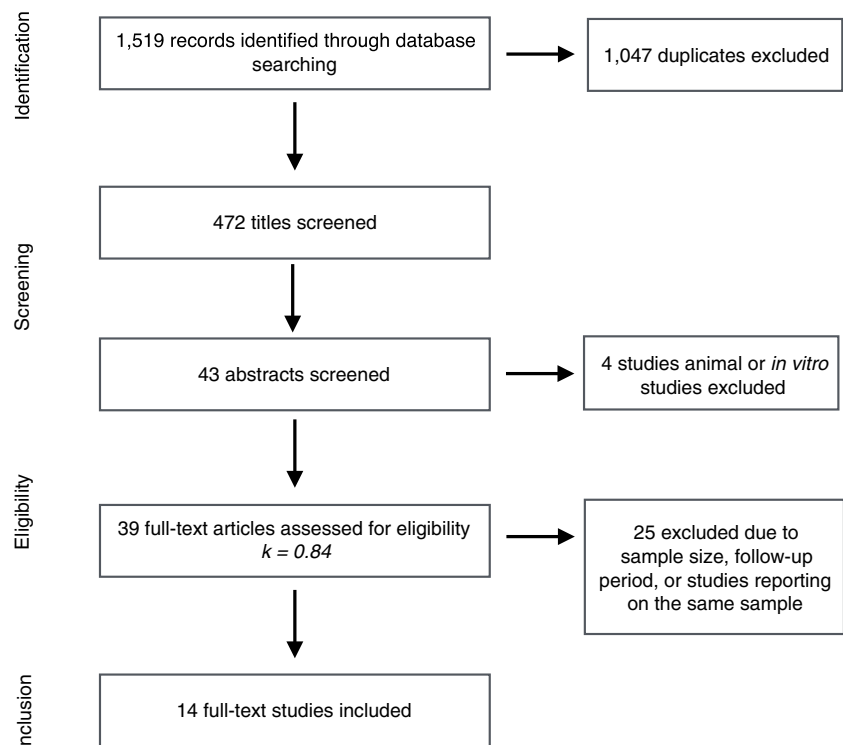 Identification
1,519 records identified through database
searching
1,047 duplicates excluded
Screening
472 titles screened
43 abstracts screened
4 studies animal or in vitro
studies excluded
Eligibility
39 full-text articles assessed for eligibility
k = 0.84
25 excluded due to
sample size, follow-up
period, or studies reporting
on the same sample
nclusion
14 full-text studies included